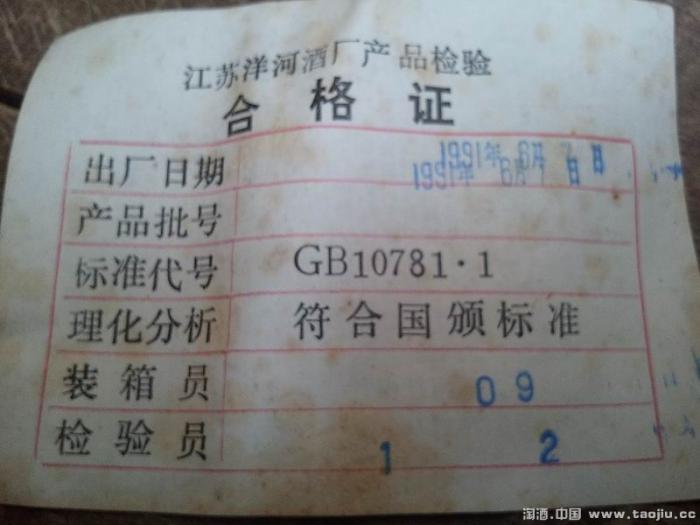 江苏洋河酒厂产品检验
合格证
出厂日期 1991年6月7日
1991年6月7日
产品批号
标准代号 GB10781·1
理化分析 符合国颁标准
装箱员 09
检验员 1 2
淘酒.中国 www.taojiu.cc